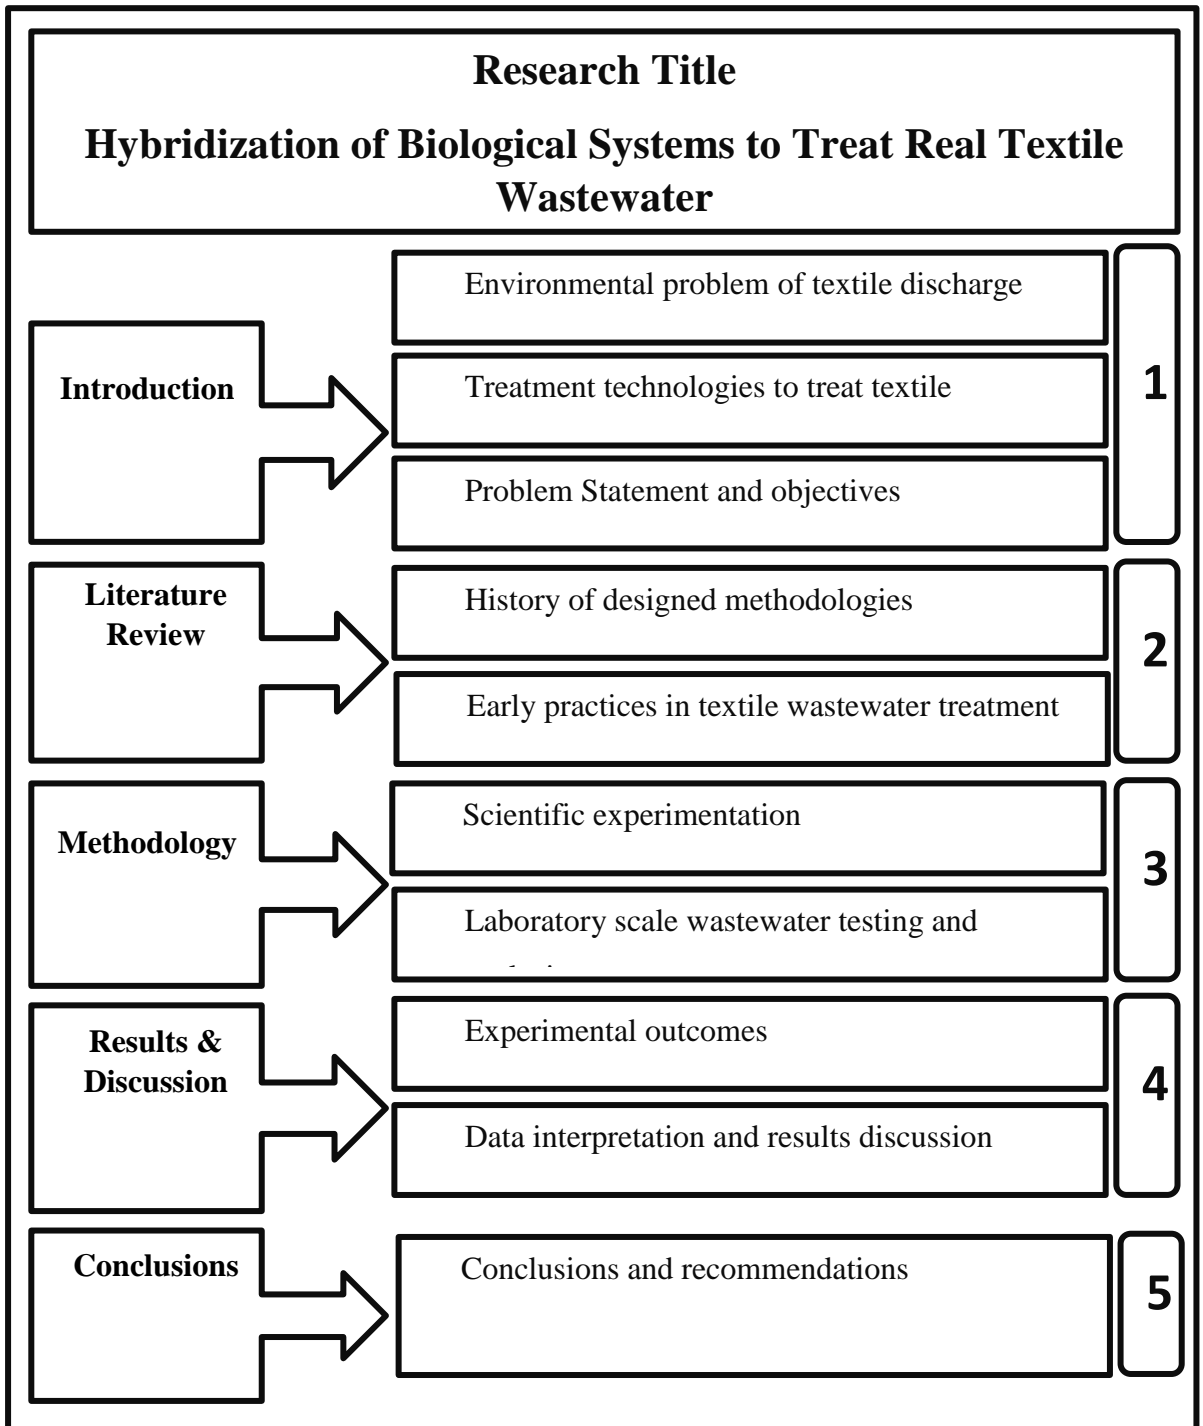 Research Title
Hybridization of Biological Systems to Treat Real Textile
Wastewater
Introduction
Environmental problem of textile discharge
Treatment technologies to treat textile
Problem Statement and objectives
1
Literature
Review
History of designed methodologies
Early practices in textile wastewater treatment
2
Methodology
Scientific experimentation
Laboratory scale wastewater testing and
3
Results &
Discussion
Experimental outcomes
Data interpretation and results discussion
4
Conclusions
Conclusions and recommendations
5